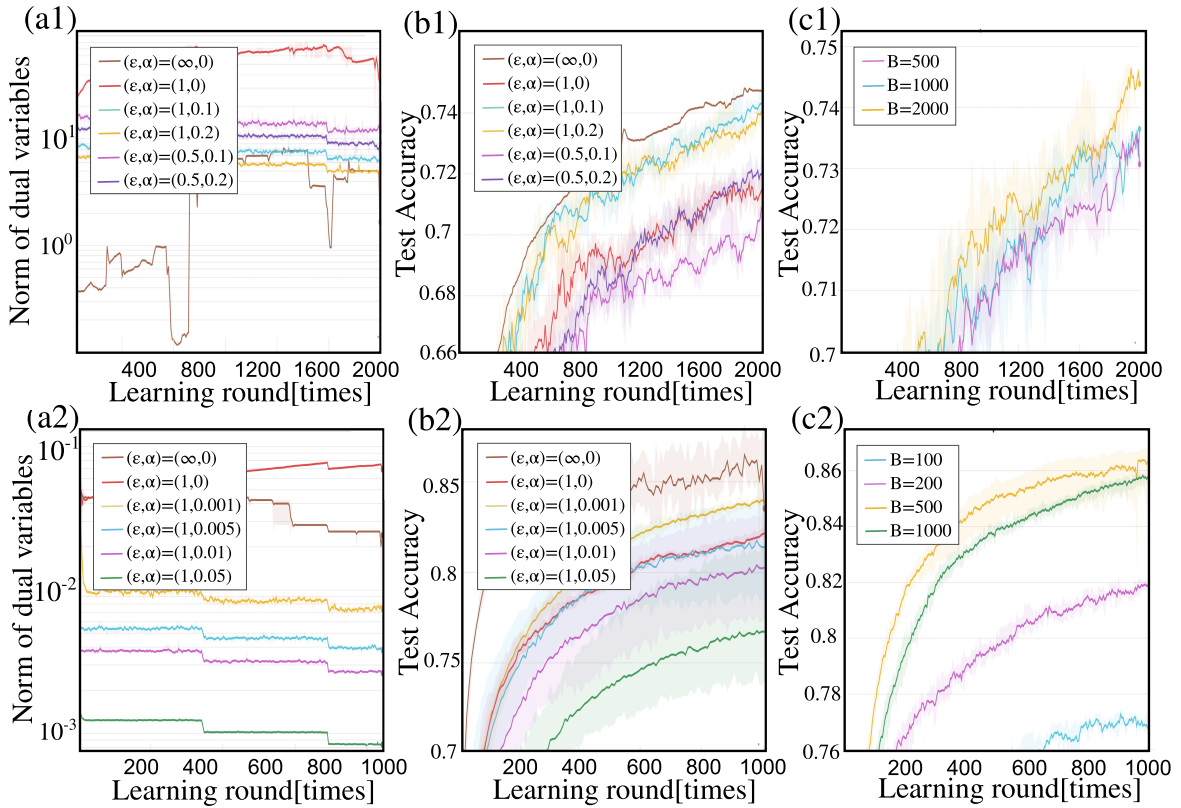 (a1)
10¹
10⁰
Norm of dual variables
(ε,α)=(∞,0)
(ε,α)=(1,0)
(ε,α)=(1,0.1)
(ε,α)=(1,0.2)
(ε,α)=(0.5,0.1)
(ε,α)=(0.5,0.2)
400 800 1200 1600 2000
Learning round[times]
(b1)
0.74
0.72
0.7
0.68
0.66
Test Accuracy
(ε,α)=(∞,0)
(ε,α)=(1,0)
(ε,α)=(1,0.1)
(ε,α)=(1,0.2)
(ε,α)=(0.5,0.1)
(ε,α)=(0.5,0.2)
400 800 1200 1600 2000
Learning round[times]
(c1)
0.75
0.74
0.73
0.72
0.71
0.7
Test Accuracy
B=500
B=1000
B=2000
400 800 1200 1600 2000
Learning round[times]
(a2)
10⁻¹
10⁻²
10⁻³
Norm of dual variables
(ε,α)=(∞,0)
(ε,α)=(1,0)
(ε,α)=(1,0.001)
(ε,α)=(1,0.005)
(ε,α)=(1,0.01)
(ε,α)=(1,0.05)
200 400 600 800 1000
Learning round[times]
(b2)
0.85
0.8
0.75
0.7
Test Accuracy
(ε,α)=(∞,0)
(ε,α)=(1,0)
(ε,α)=(1,0.001)
(ε,α)=(1,0.005)
(ε,α)=(1,0.01)
(ε,α)=(1,0.05)
200 400 600 800 1000
Learning round[times]
(c2)
0.86
0.84
0.82
0.8
0.78
0.76
Test Accuracy
B=100
B=200
B=500
B=1000
200 400 600 800 1000
Learning round[times]